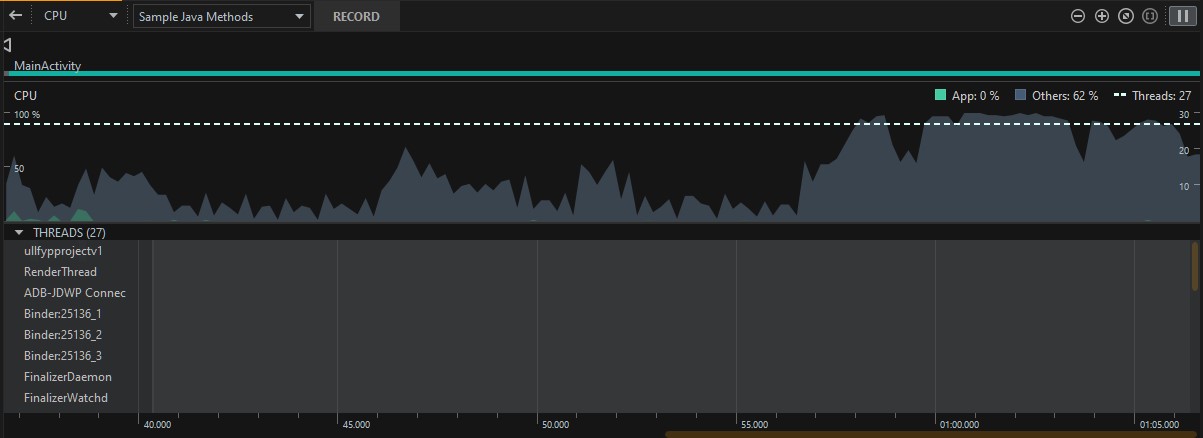 CPU Sample Java Methods RECORD
MainActivity
CPU App: 0 % Others: 62 % Threads: 27
100 % 30
50 20
10
THREADS (27)
ullfypprojectv1
RenderThread
ADB-JDWP Connec
Binder:25136_1
Binder:25136_2
Binder:25136_3
FinalizerDaemon
FinalizerWatchd
40.000 45.000 50.000 55.000 01:00.000 01:05.000